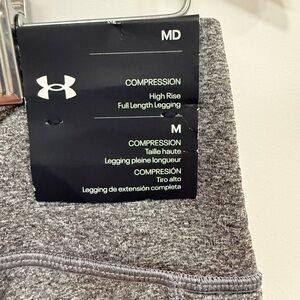 MD
COMPRESSION
High Rise
Full Length Legging
M
COMPRESSION
Taille haute
Legging pleine longueur
COMPRESIÓN
Tiro alto
Legging de extensión completa